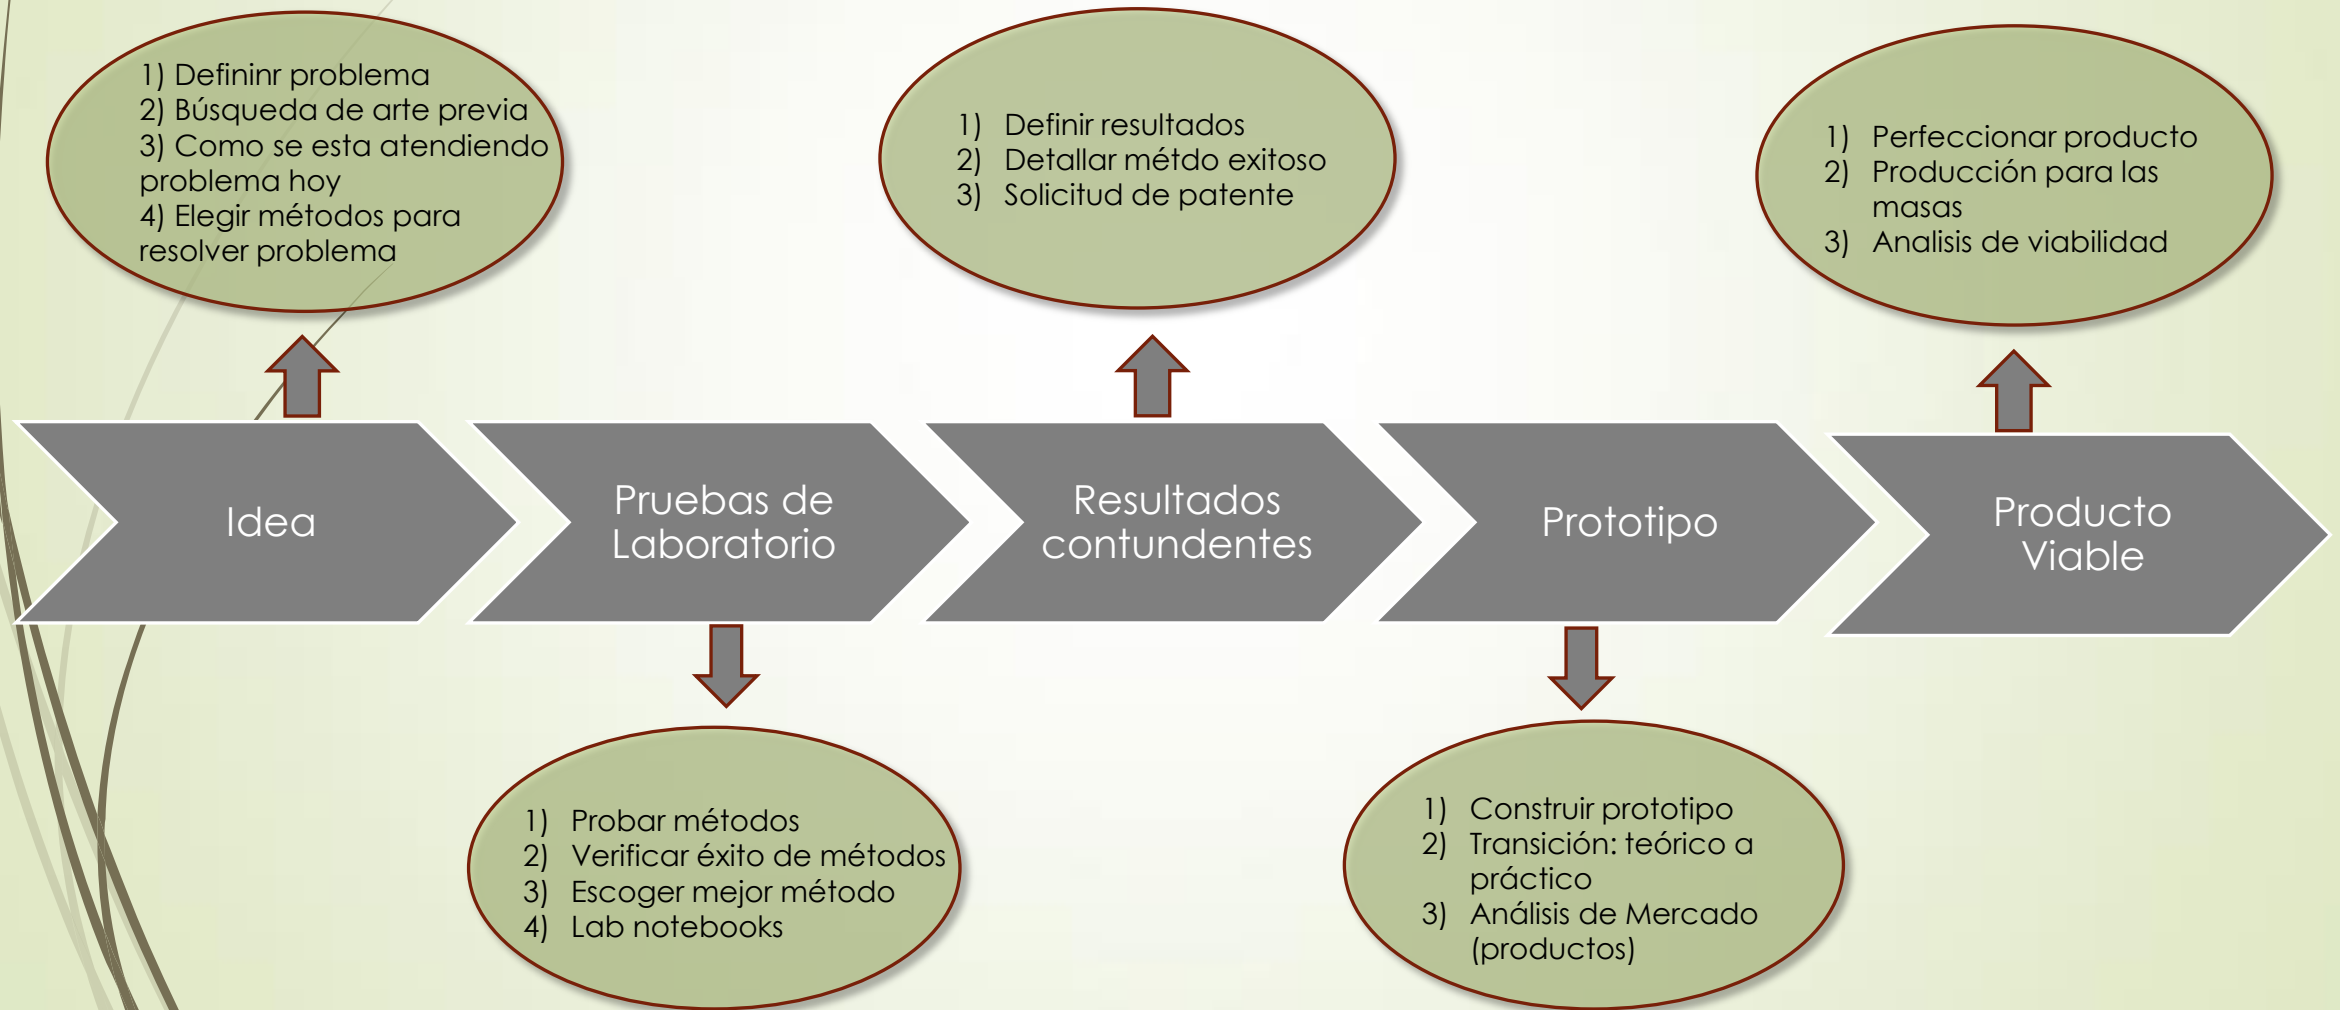 1) Defininr problema
2) Búsqueda de arte previa
3) Como se esta atendiendo
problema hoy
4) Elegir métodos para
resolver problema
1) Definir resultados
2) Detallar métdo exitoso
3) Solicitud de patente
1) Perfeccionar producto
2) Producción para las
masas
3) Analisis de viabilidad
Idea
Pruebas de
Laboratorio
Resultados
contundentes
Prototipo
Producto
Viable
1) Probar métodos
2) Verificar éxito de métodos
3) Escoger mejor método
4) Lab notebooks
1) Construir prototipo
2) Transición: teórico a
práctico
3) Análisis de Mercado
(productos)